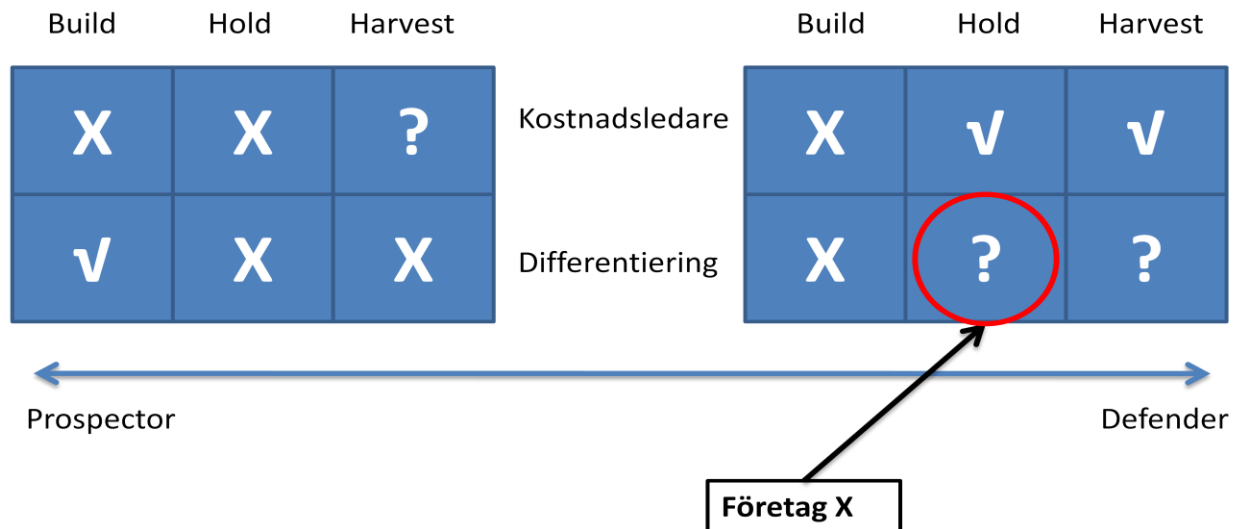 Build Hold Harvest Build Hold Harvest
X X ? Kostnadsledare X √ √
√ X X Differentiering X ? ?
Prospector Defender
Företag X